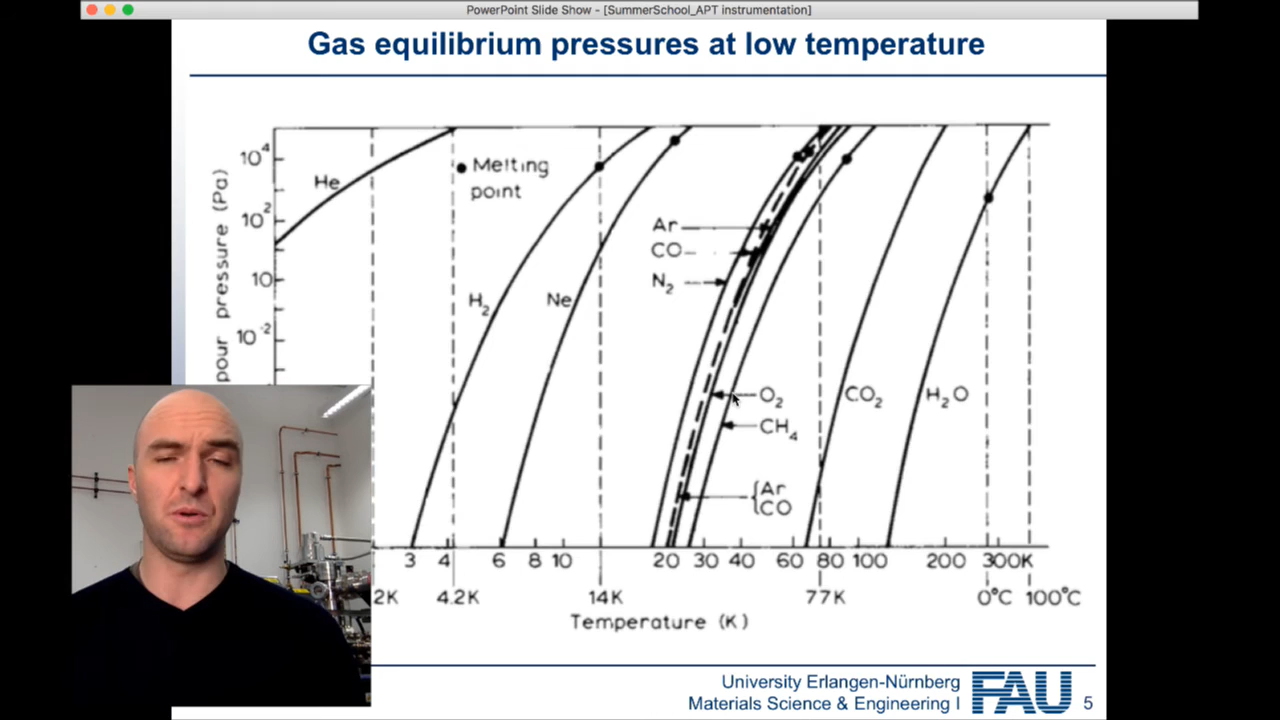 PowerPoint Slide Show - [SummerSchool_APT instrumentation]
Gas equilibrium pressures at low temperature
10⁴
10²
10
10⁻²
pour pressure (Pa)
He
Melting
point
H₂
Ne
Ar
CO
N₂
O₂
CH₄
Ar
CO
CO₂
H₂O
3 4 6 8 10 20 30 40 60 80 100 200 300K
2K 4.2K 14K 77K 0°C 100°C
Temperature (K)
University Erlangen-Nürnberg
Materials Science & Engineering I
FAU
5